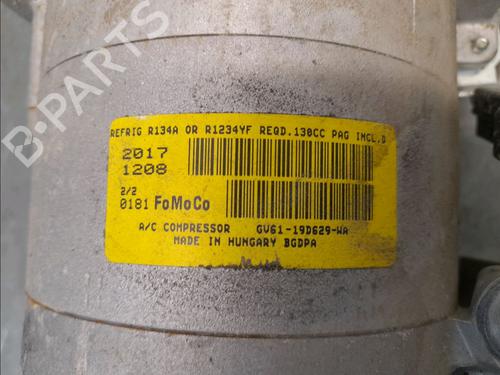 REFRIG R134A OR R1234YF REQD.130CC PAG INCL.D
2017
1208
2/2
0181 FoMoCo
A/C COMPRESSOR GV61-19D629-WA
MADE IN HUNGARY BGDPA